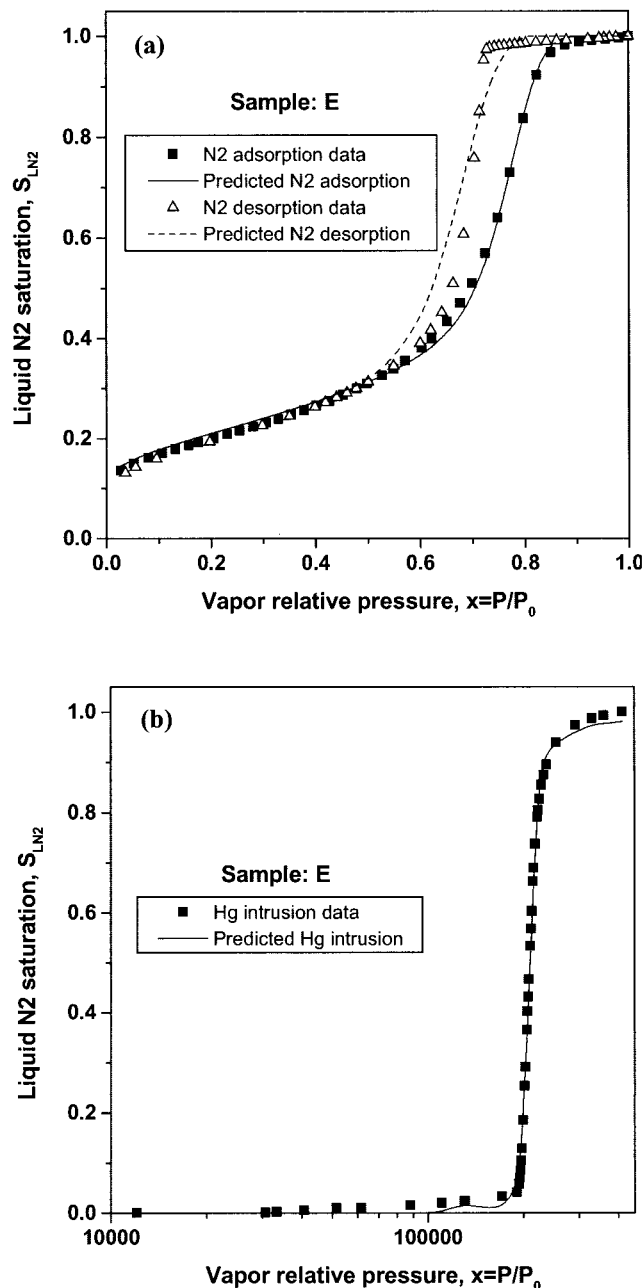 (a)
Sample: E
N2 adsorption data
Predicted N2 adsorption
N2 desorption data
Predicted N2 desorption
Liquid N2 saturation, S_LN2
1.0
0.8
0.6
0.4
0.2
0.0
0.0 0.2 0.4 0.6 0.8 1.0
Vapor relative pressure, x=P/P₀
(b)
Sample: E
Hg intrusion data
Predicted Hg intrusion
Liquid N2 saturation, S_LN2
1.0
0.8
0.6
0.4
0.2
0.0
10000 100000
Vapor relative pressure, x=P/P₀